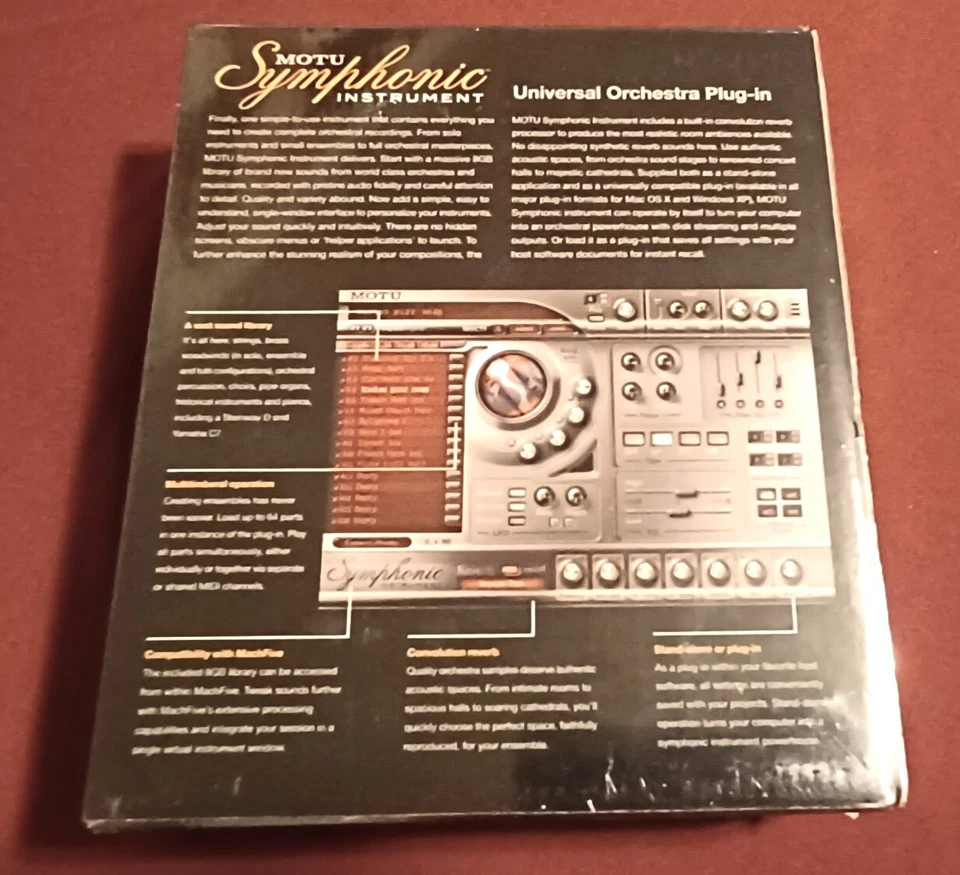 MOTU
Symphonic
INSTRUMENT
Universal Orchestra Plug-in
Finally, one simple-to-use instrument that contains everything you
need to create complete orchestral recordings. From solo
instruments and small ensembles to full orchestral masterpieces,
MOTU Symphonic Instrument delivers. Start with a massive 8GB
library of brand new sounds from world class orchestras and
musicians, recorded with pristine audio fidelity and careful attention
to detail. Quality and variety abound. Now add a simple, easy to
understand, single-window interface to personalize your instruments.
Adjust your sound quickly and intuitively. There are no hidden
screens, obscure menus or 'helper applications' to launch. To
further enhance the stunning realism of your compositions, the
MOTU Symphonic Instrument includes a built-in convolution reverb
processor to produce the most realistic room ambiences available.
No disappointing synthetic reverb sounds here. Use authentic
acoustic spaces, from orchestra sound stages to renowned concert
halls to majestic cathedrals. Supplied both as a stand-alone
application and as a universally compatible plug-in (available in all
major plug-in formats for Mac OS X and Windows XP), MOTU
Symphonic Instrument can operate by itself to turn your computer
into an orchestral powerhouse with disk streaming and multiple
outputs. Or load it as a plug-in that saves all settings with your
host software documents for instant recall.
MOTU
A vast sound library
It's all here: strings, brass
woodwinds (in solo, ensemble
and tutti configurations), orchestral
percussion, choirs, pipe organs,
historical instruments and pianos,
including a Steinway D and
Yamaha C7.
Multitimbral operation
Creating ensembles has never
been easier. Load up to 64 parts
in one instance of the plug-in. Play
all parts simultaneously, either
individually or together via separate
or shared MIDI channels.
Symphonic
INSTRUMENT
Compatibility with MachFive
The included 8GB library can be accessed
from within MachFive. Tweak sounds further
with MachFive's extensive processing
capabilities and integrate your session in a
single virtual instrument window.
Convolution reverb
Quality orchestra samples deserve authentic
acoustic spaces. From intimate rooms to
spacious halls to soaring cathedrals, you'll
quickly choose the perfect space, faithfully
reproduced, for your ensemble.
Stand-alone or plug-in
As a plug-in within your favorite host
software, all settings are
saved with your projects.
operation turns your computer into a
symphonic instrument